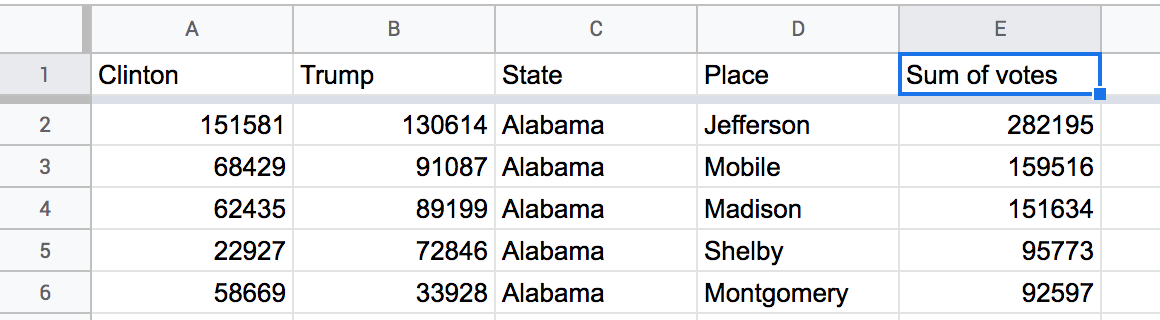 A B C D E
1 Clinton Trump State Place Sum of votes
2 151581 130614 Alabama Jefferson 282195
3 68429 91087 Alabama Mobile 159516
4 62435 89199 Alabama Madison 151634
5 22927 72846 Alabama Shelby 95773
6 58669 33928 Alabama Montgomery 92597